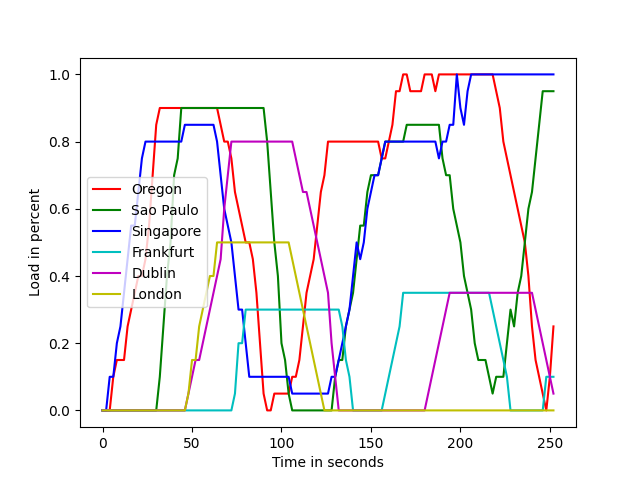 1.0
0.8
0.6
0.4
0.2
0.0
Load in percent
Oregon
Sao Paulo
Singapore
Frankfurt
Dublin
London
0 50 100 150 200 250
Time in seconds